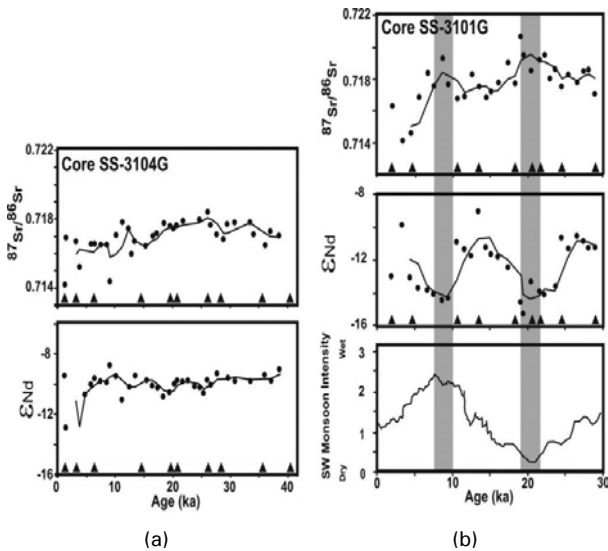 0.722
Core SS-3104G
⁸⁷Sr/⁸⁶Sr
0.718
0.714
-8
εNd
-12
-16
0 10 20 30 40
Age (ka)
(a)
0.722
Core SS-3101G
⁸⁷Sr/⁸⁶Sr
0.718
0.714
-8
εNd
-12
-16
SW Monsoon Intensity
Dry Wet
3
2
1
0
0 10 20 30
Age (ka)
(b)